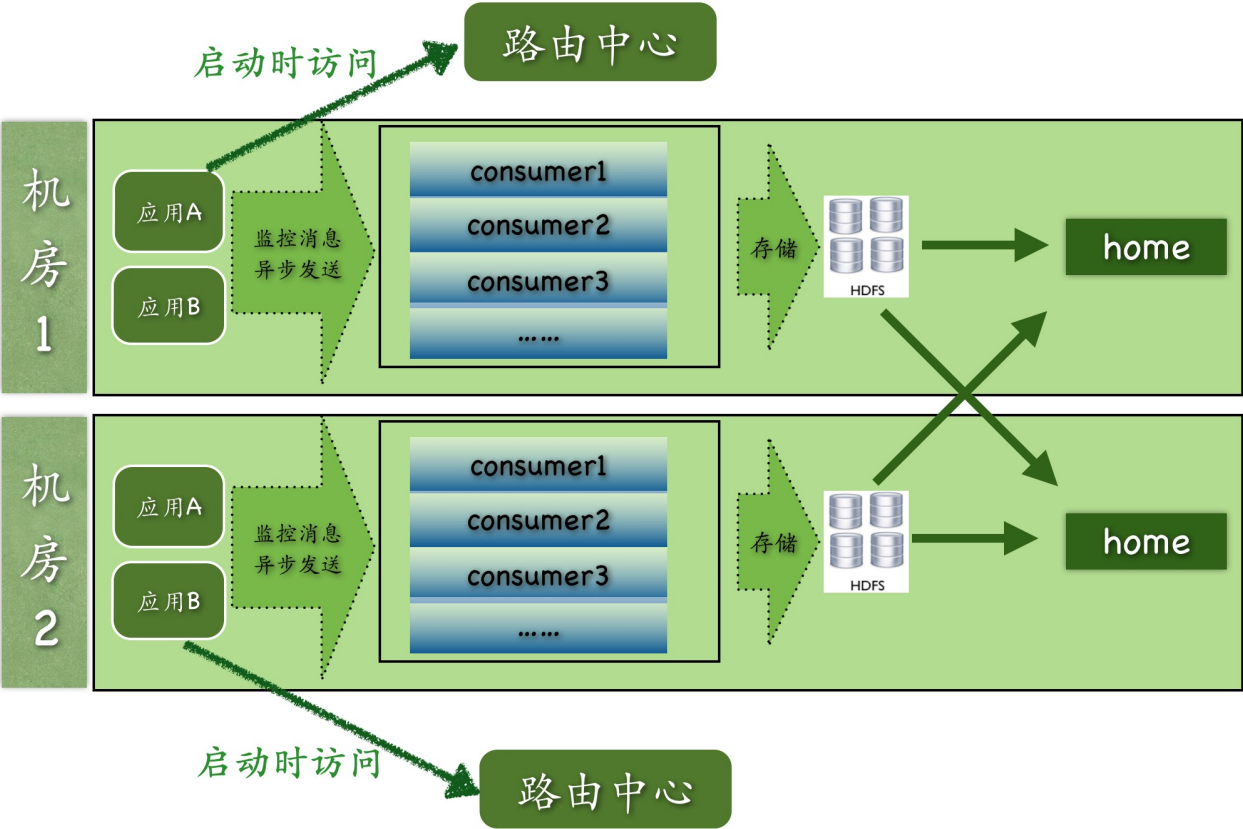 路由中心
启动时访问
机
房
1
应用A
应用B
监控消息
异步发送
consumer1
consumer2
consumer3
……
存储
HDFS
home
机
房
2
应用A
应用B
监控消息
异步发送
consumer1
consumer2
consumer3
……
存储
HDFS
home
启动时访问
路由中心